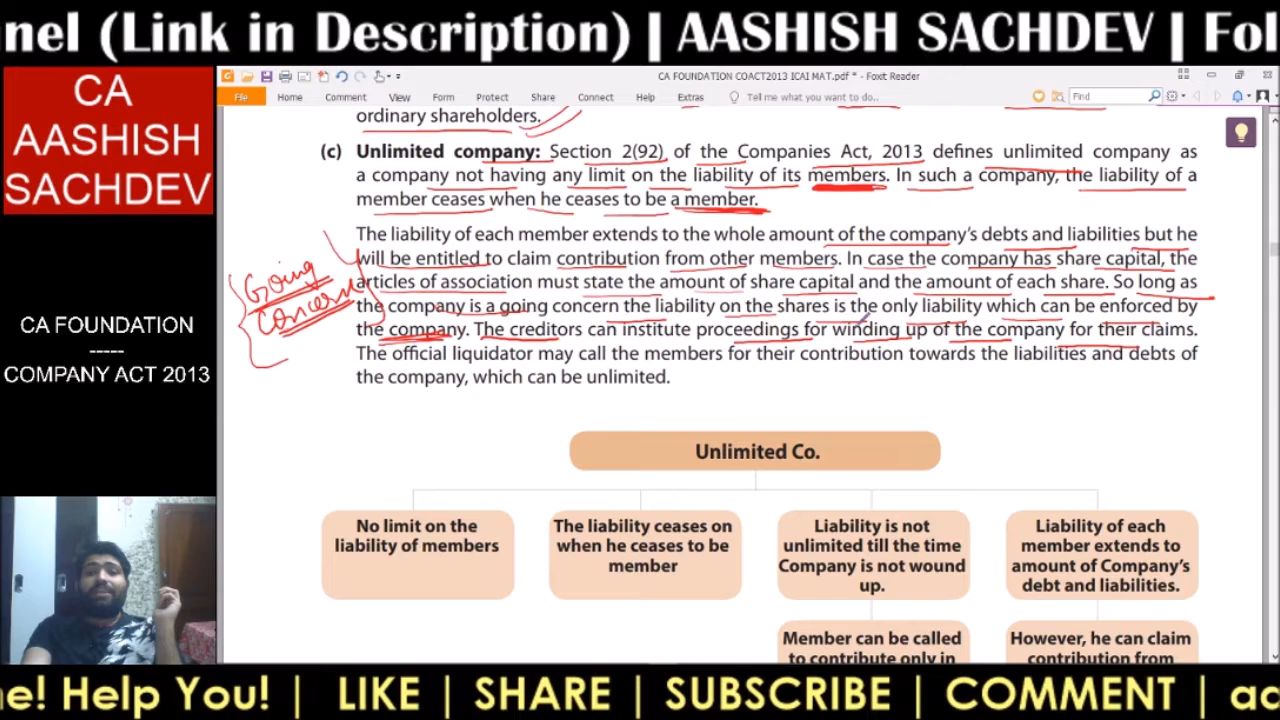 nnel (Link in Description) | AASHISH SACHDEV | Fol
CA
AASHISH
SACHDEV
CA FOUNDATION
-----
COMPANY ACT 2013
CA FOUNDATION COACT2013 ICAI MAT.pdf * - Foxit Reader
File Home Comment View Form Protect Share Connect Help Extras Tell me what you want to do.. Find
ordinary shareholders.
(c) Unlimited company: Section 2(92) of the Companies Act, 2013 defines unlimited company as
a company not having any limit on the liability of its members. In such a company, the liability of a
member ceases when he ceases to be a member.
The liability of each member extends to the whole amount of the company's debts and liabilities but he
will be entitled to claim contribution from other members. In case the company has share capital, the
articles of association must state the amount of share capital and the amount of each share. So long as
the company is a going concern the liability on the shares is the only liability which can be enforced by
the company. The creditors can institute proceedings for winding up of the company for their claims.
The official liquidator may call the members for their contribution towards the liabilities and debts of
the company, which can be unlimited.
Going
concern
Unlimited Co.
No limit on the
liability of members
The liability ceases on
when he ceases to be
member
Liability is not
unlimited till the time
Company is not wound
up.
Liability of each
member extends to
amount of Company's
debt and liabilities.
Member can be called
to contribute only in
However, he can claim
contribution from
ne! Help You! | LIKE | SHARE | SUBSCRIBE | COMMENT | ac